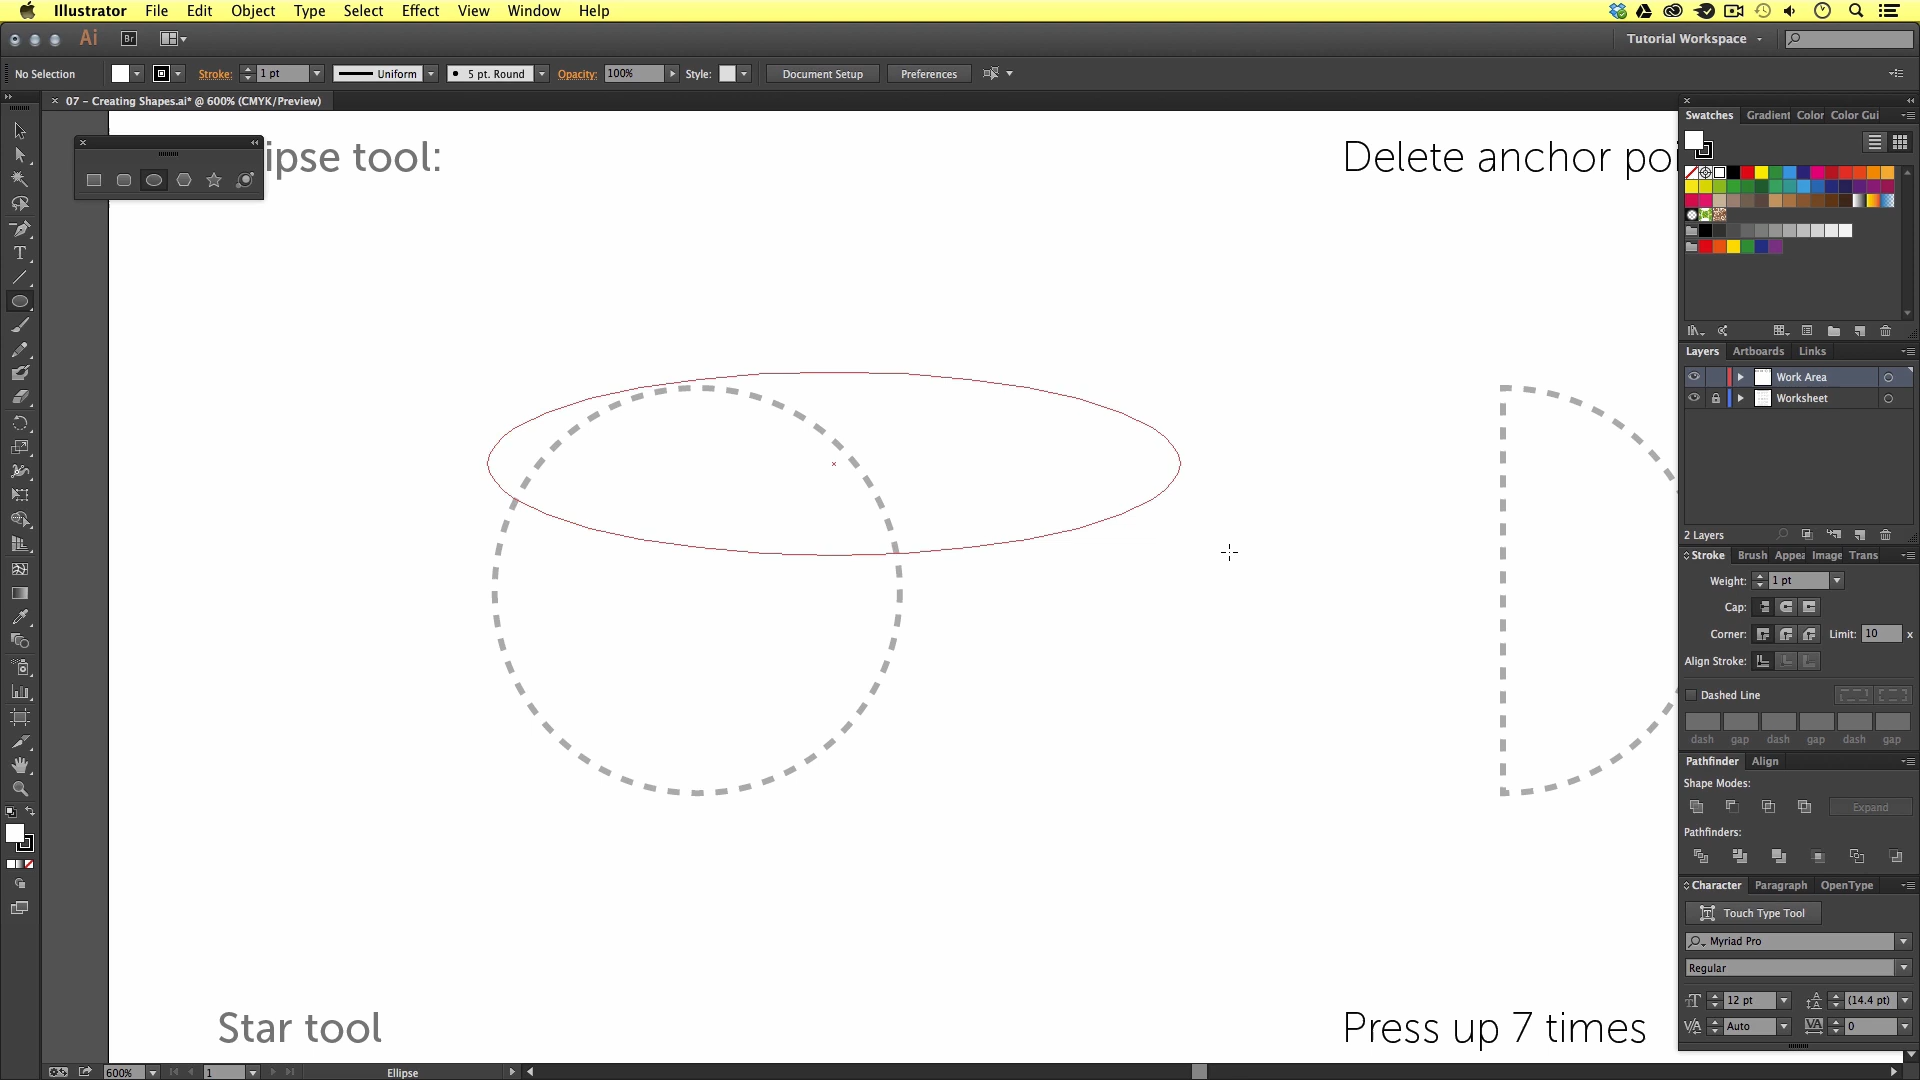 Illustrator File Edit Object Type Select Effect View Window Help
Ai Br Tutorial Workspace
No Selection Stroke: 1 pt Uniform 5 pt. Round Opacity: 100% Style: Document Setup Preferences
07 - Creating Shapes.ai* @ 600% (CMYK/Preview)
ipse tool:
Delete anchor poi
Star tool
Press up 7 times
Swatches Gradient Color Color Gui
Layers Artboards Links
Work Area
Worksheet
2 Layers
Stroke Brush Appea Image Trans
Weight: 1 pt
Cap:
Corner: Limit: 10 x
Align Stroke:
Dashed Line
dash gap dash gap dash gap
Pathfinder Align
Shape Modes:
Expand
Pathfinders:
Character Paragraph OpenType
Touch Type Tool
Myriad Pro
Regular
12 pt (14.4 pt)
Auto 0
600% 1 Ellipse